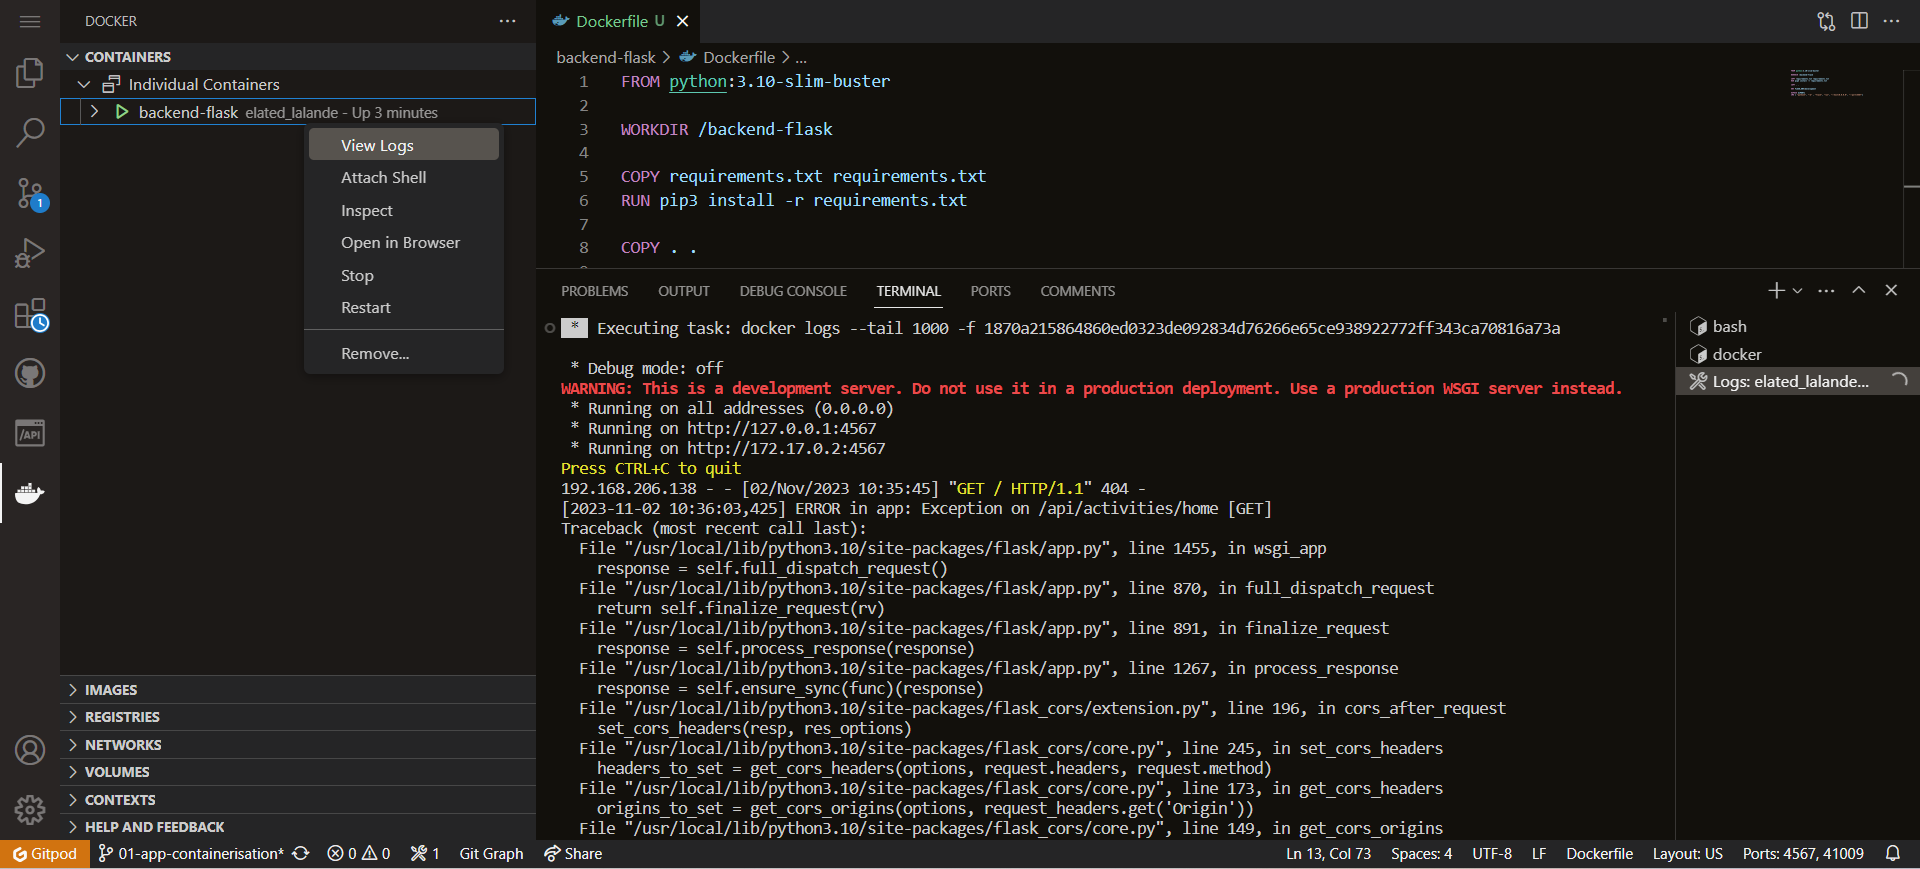 DOCKER
CONTAINERS
Individual Containers
backend-flask elated_lalande - Up 3 minutes
View Logs
Attach Shell
Inspect
Open in Browser
Stop
Restart
Remove...
IMAGES
REGISTRIES
NETWORKS
VOLUMES
CONTEXTS
HELP AND FEEDBACK
1
/API
Dockerfile U
backend-flask > Dockerfile > ...
1 FROM python:3.10-slim-buster
2
3 WORKDIR /backend-flask
4
5 COPY requirements.txt requirements.txt
6 RUN pip3 install -r requirements.txt
7
8 COPY . .
PROBLEMS OUTPUT DEBUG CONSOLE TERMINAL PORTS COMMENTS
* Executing task: docker logs --tail 1000 -f 1870a215864860ed0323de092834d76266e65ce938922772ff343ca70816a73a
* Debug mode: off
WARNING: This is a development server. Do not use it in a production deployment. Use a production WSGI server instead.
* Running on all addresses (0.0.0.0)
* Running on http://127.0.0.1:4567
* Running on http://172.17.0.2:4567
Press CTRL+C to quit
192.168.206.138 - - [02/Nov/2023 10:35:45] "GET / HTTP/1.1" 404 -
[2023-11-02 10:36:03,425] ERROR in app: Exception on /api/activities/home [GET]
Traceback (most recent call last):
File "/usr/local/lib/python3.10/site-packages/flask/app.py", line 1455, in wsgi_app
response = self.full_dispatch_request()
File "/usr/local/lib/python3.10/site-packages/flask/app.py", line 870, in full_dispatch_request
return self.finalize_request(rv)
File "/usr/local/lib/python3.10/site-packages/flask/app.py", line 891, in finalize_request
response = self.process_response(response)
File "/usr/local/lib/python3.10/site-packages/flask/app.py", line 1267, in process_response
response = self.ensure_sync(func)(response)
File "/usr/local/lib/python3.10/site-packages/flask_cors/extension.py", line 196, in cors_after_request
set_cors_headers(resp, res_options)
File "/usr/local/lib/python3.10/site-packages/flask_cors/core.py", line 245, in set_cors_headers
headers_to_set = get_cors_headers(options, request.headers, request.method)
File "/usr/local/lib/python3.10/site-packages/flask_cors/core.py", line 173, in get_cors_headers
origins_to_set = get_cors_origins(options, request_headers.get('Origin'))
File "/usr/local/lib/python3.10/site-packages/flask_cors/core.py", line 149, in get_cors_origins
bash
docker
Logs: elated_lalande...
Gitpod 01-app-containerisation* 0 0 1 Git Graph Share Ln 13, Col 73 Spaces: 4 UTF-8 LF Dockerfile Layout: US Ports: 4567, 41009